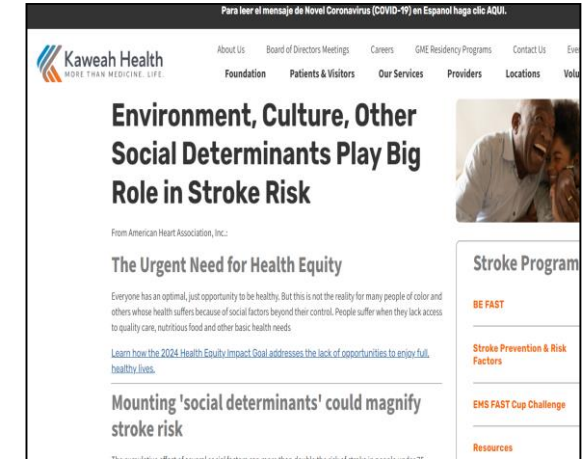 Para leer el mensaje de Novel Coronavirus (COVID-19) en Espanol haga clic AQUI.
Kaweah Health
MORE THAN MEDICINE. LIFE.
About Us Board of Directors Meetings Careers GME Residency Programs Contact Us
Foundation Patients & Visitors Our Services Providers Locations
Environment, Culture, Other
Social Determinants Play Big
Role in Stroke Risk
From American Heart Association, Inc.:
The Urgent Need for Health Equity
Everyone has an optimal, just opportunity to be healthy. But this is not the reality for many people of color and
others whose health suffers because of social factors beyond their control. People suffer when they lack access
to quality care, nutritious food and other basic health needs
Learn how the 2024 Health Equity Impact Goal addresses the lack of opportunities to enjoy full,
healthy lives.
Mounting 'social determinants' could magnify
stroke risk
Stroke Program
BE FAST
Stroke Prevention & Risk
Factors
EMS FAST Cup Challenge
Resources